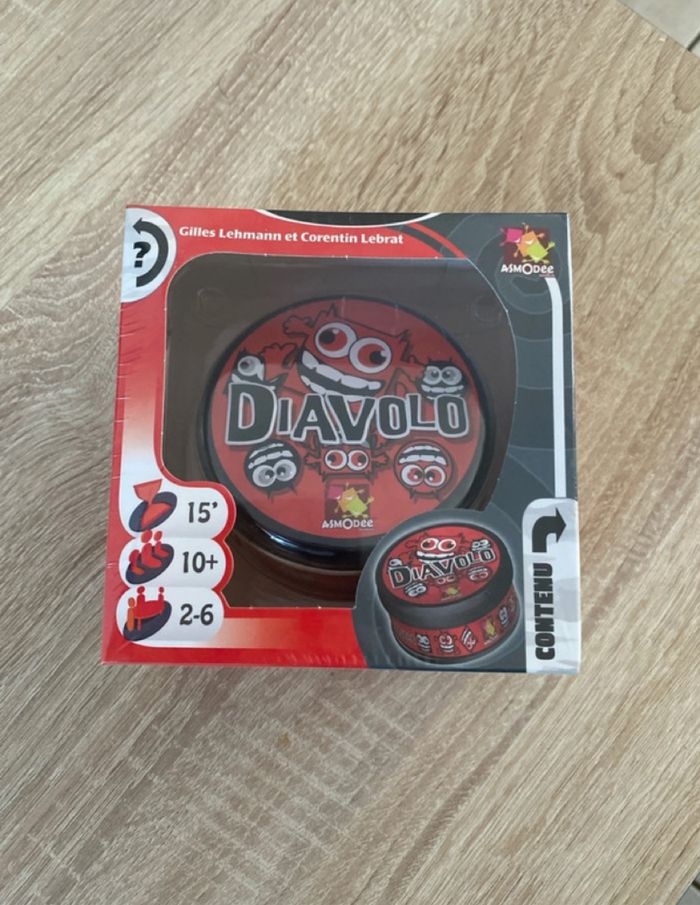 ?
Gilles Lehmann et Corentin Lebrat
ASMODEE
DIAVOLO
ASMODEE
15'
10+
2-6
DIAVOLO
CONTENU